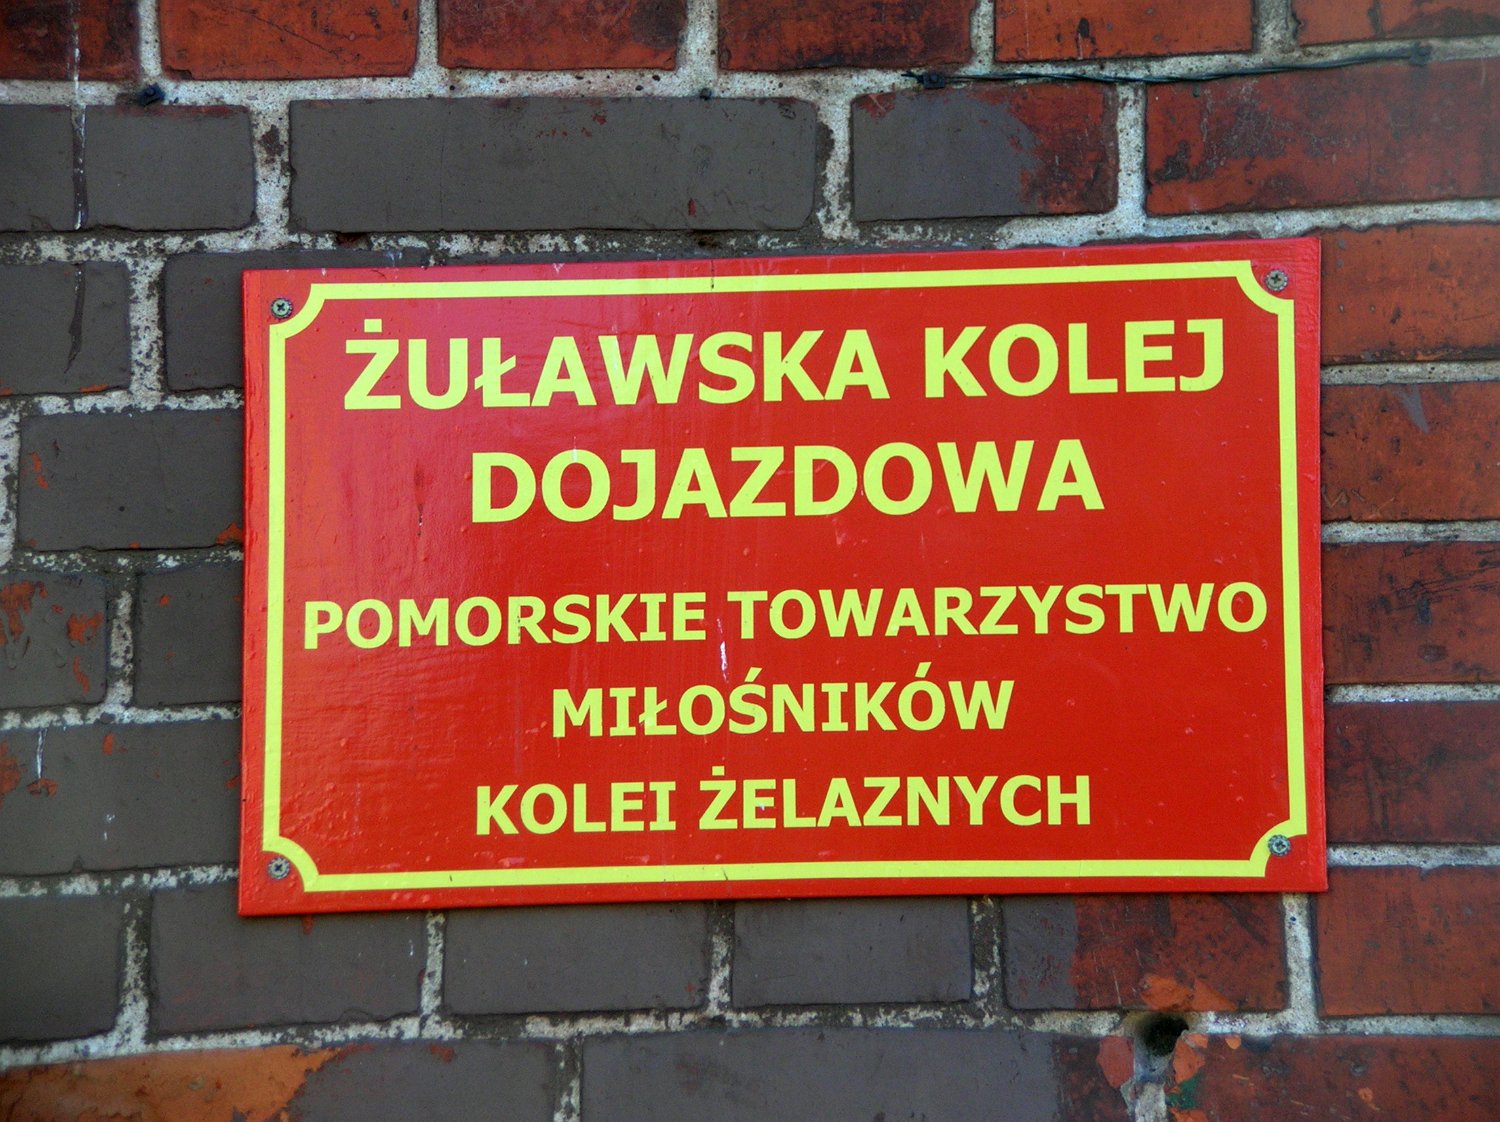 ŻUŁAWSKA KOLEJ
DOJAZDOWA
POMORSKIE TOWARZYSTWO
MIŁOŚNIKÓW
KOLEI ŻELAZNYCH